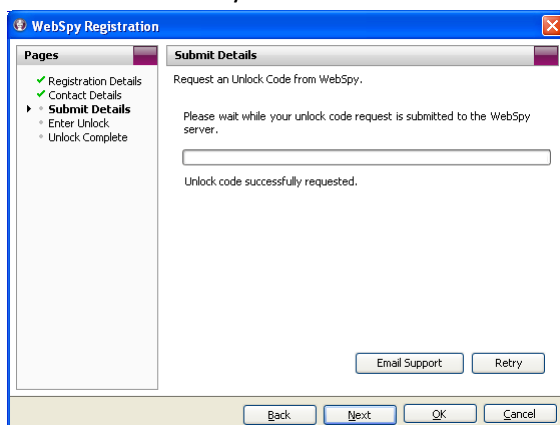 WebSpy Registration
Pages
Registration Details
Contact Details
Submit Details
Enter Unlock
Unlock Complete
Submit Details
Request an Unlock Code from WebSpy.
Please wait while your unlock code request is submitted to the WebSpy
server.
Unlock code successfully requested.
Email Support
Retry
Back
Next
OK
Cancel